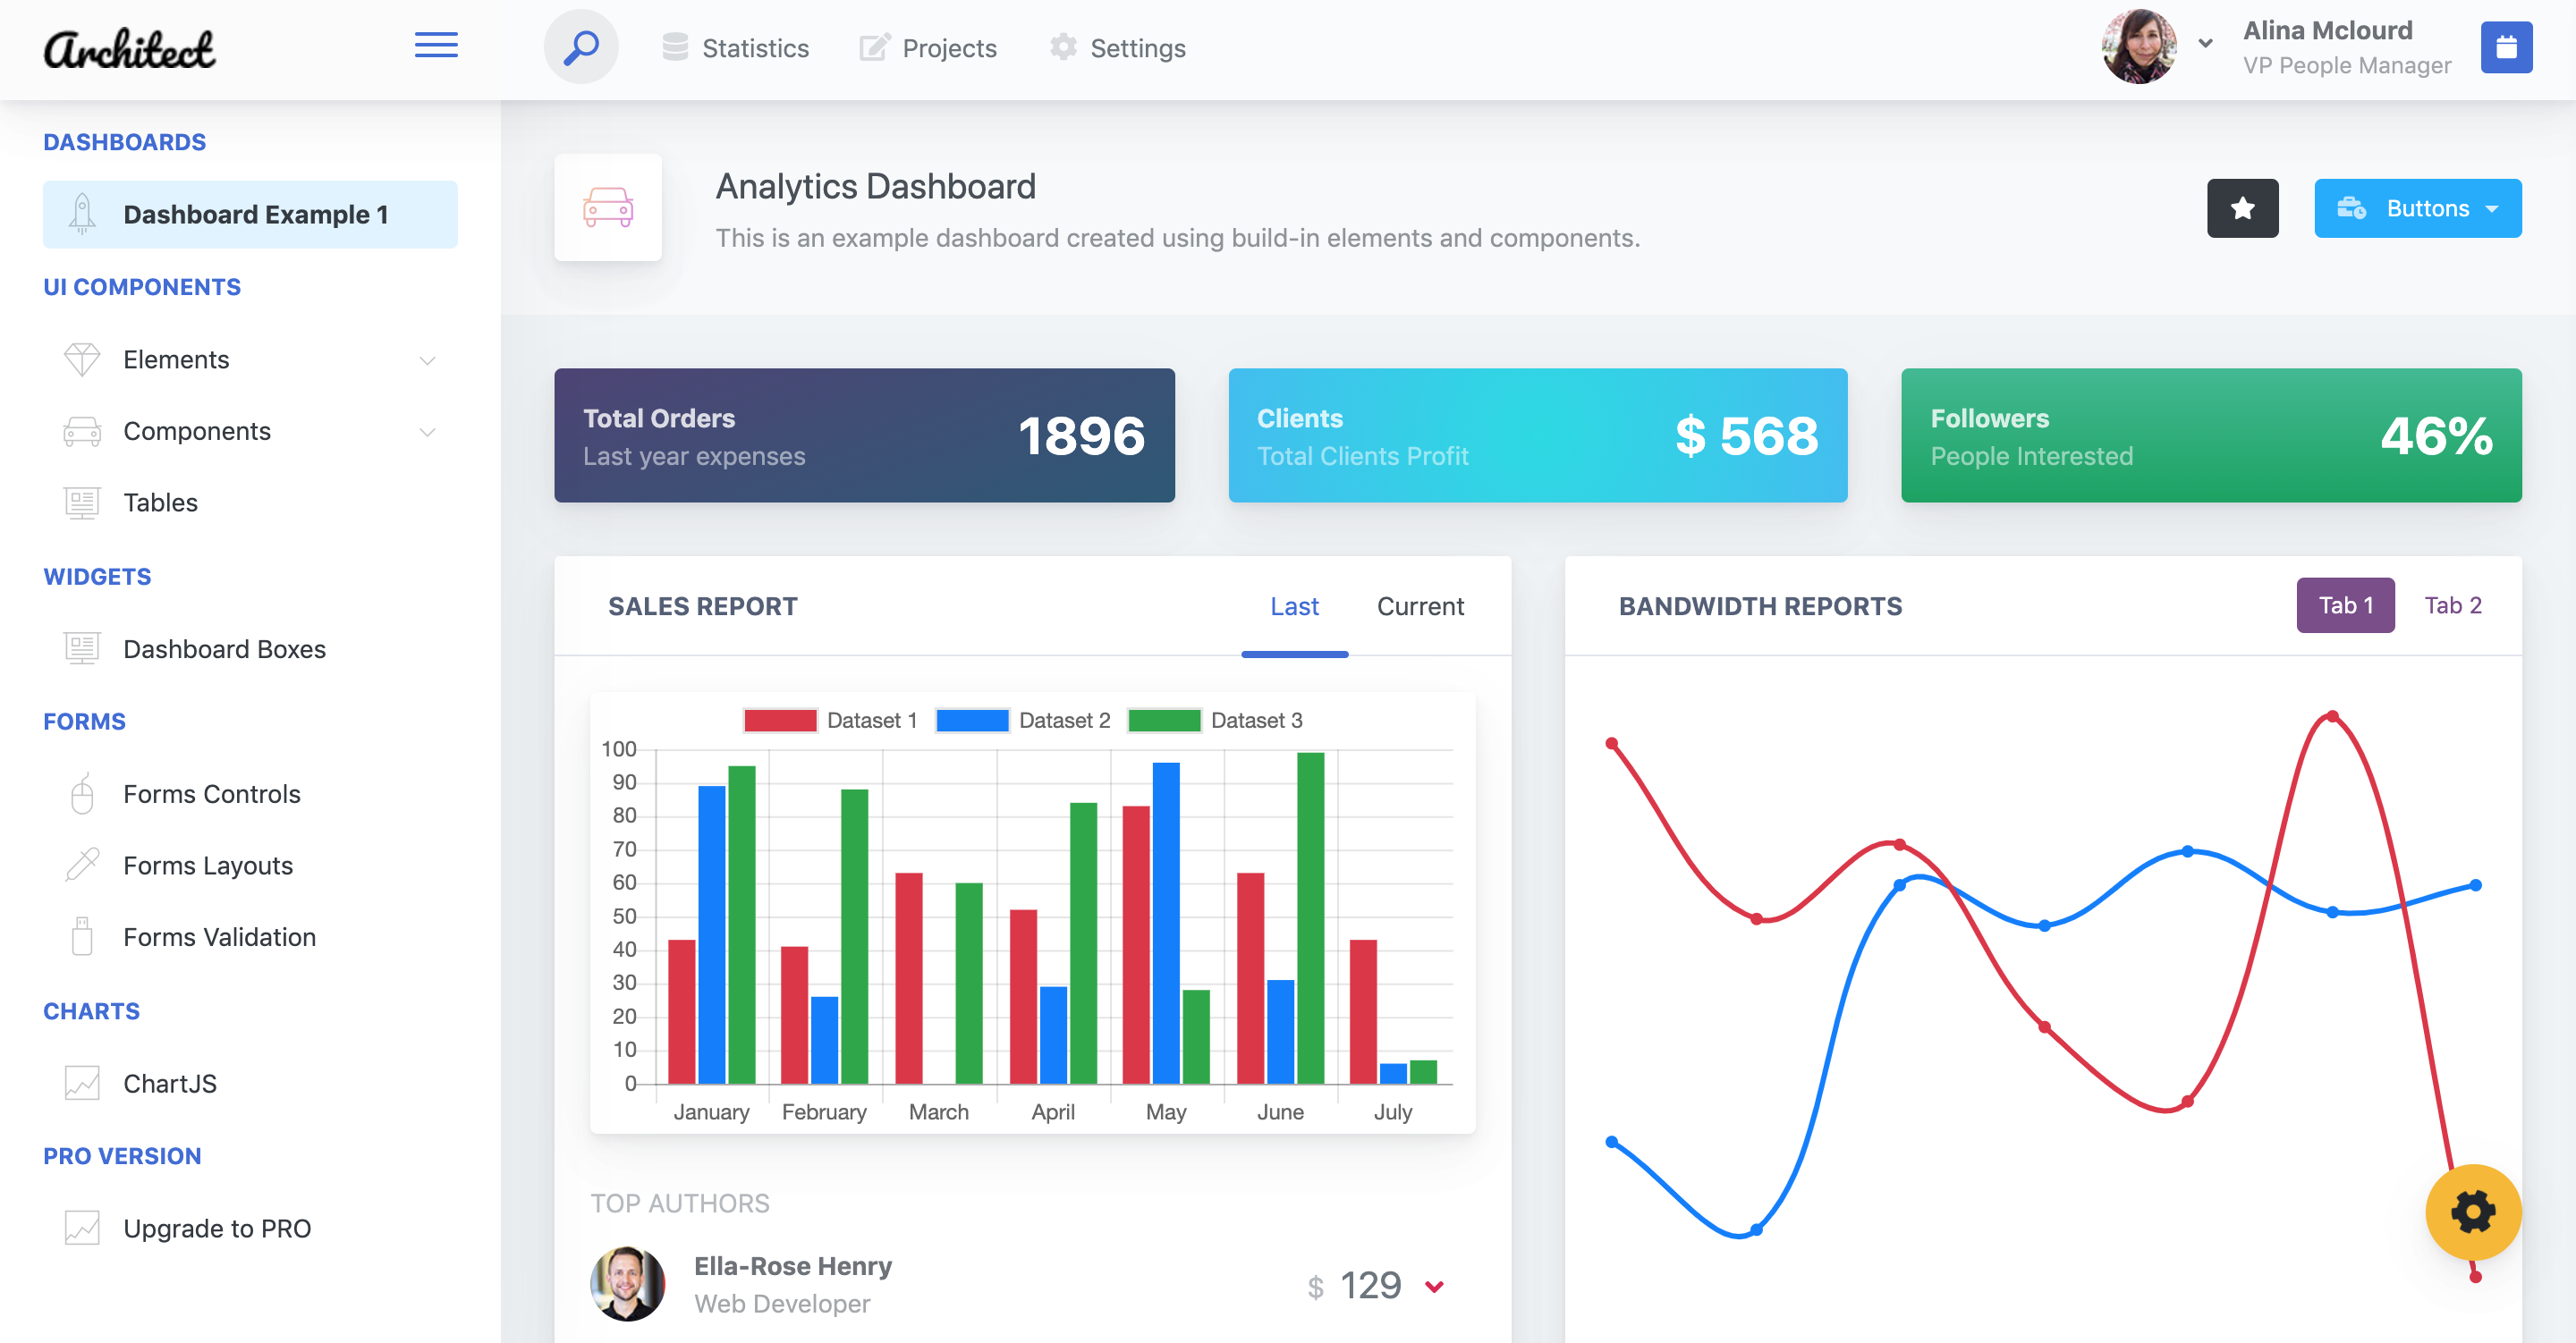 Architect
Statistics
Projects
Settings
Alina Mclourd
VP People Manager
DASHBOARDS
Dashboard Example 1
UI COMPONENTS
Elements
Components
Tables
WIDGETS
Dashboard Boxes
FORMS
Forms Controls
Forms Layouts
Forms Validation
CHARTS
ChartJS
PRO VERSION
Upgrade to PRO
Analytics Dashboard
This is an example dashboard created using build-in elements and components.
Buttons
Total Orders
Last year expenses
1896
Clients
Total Clients Profit
$ 568
Followers
People Interested
46%
SALES REPORT
Last
Current
Dataset 1 Dataset 2 Dataset 3
100
90
80
70
60
50
40
30
20
10
0
January February March April May June July
TOP AUTHORS
Ella-Rose Henry
Web Developer
$ 129
BANDWIDTH REPORTS
Tab 1
Tab 2